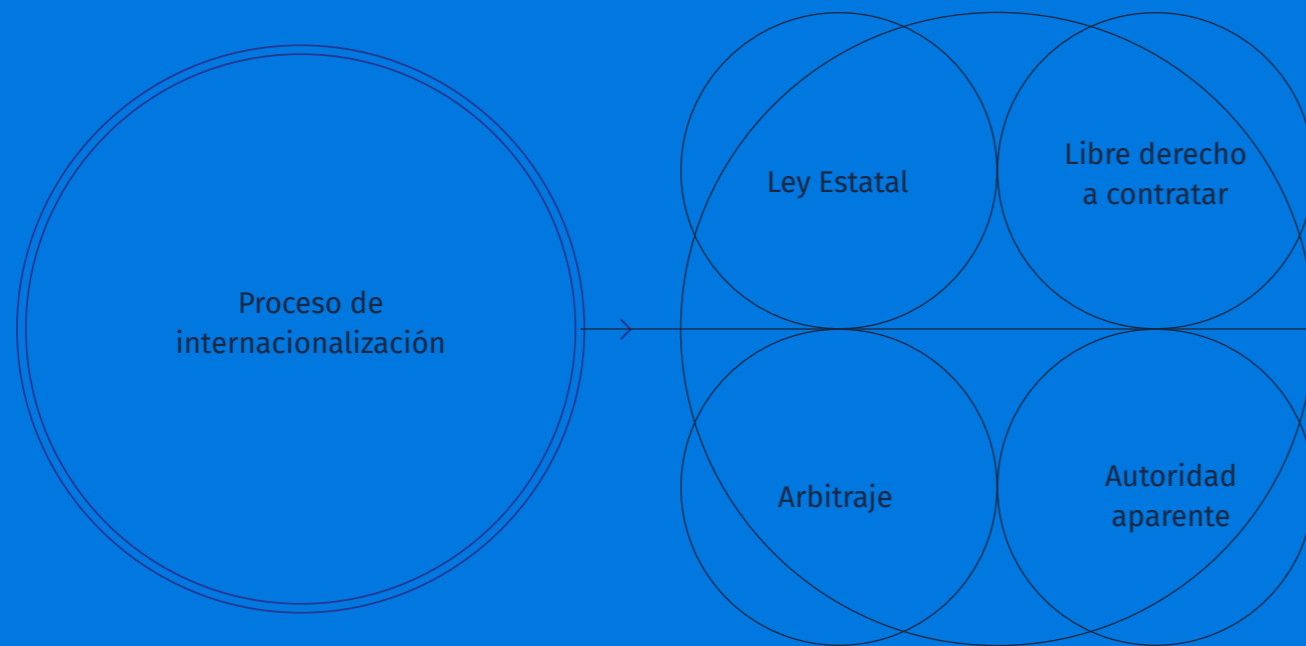 Proceso de
internacionalización
Ley Estatal
Libre derecho
a contratar
Arbitraje
Autoridad
aparente